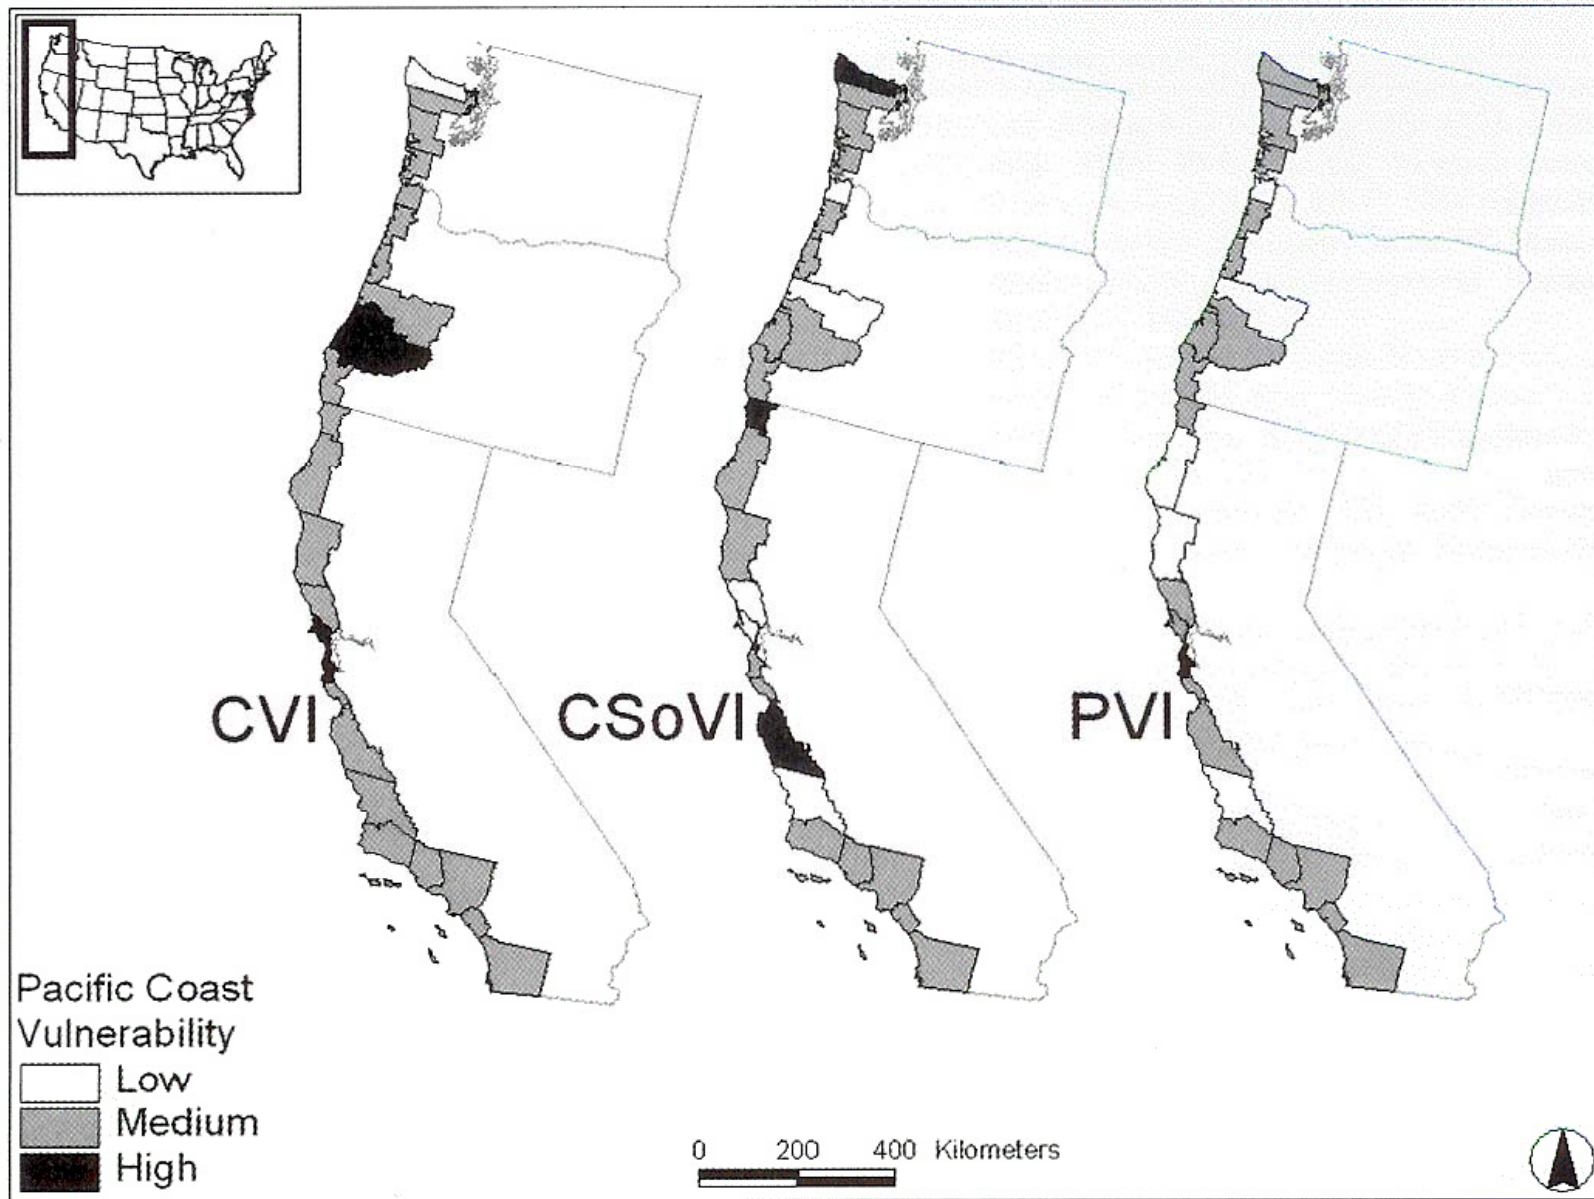 CVI
CSoVI
PVI
Pacific Coast
Vulnerability
Low
Medium
High
0 200 400 Kilometers